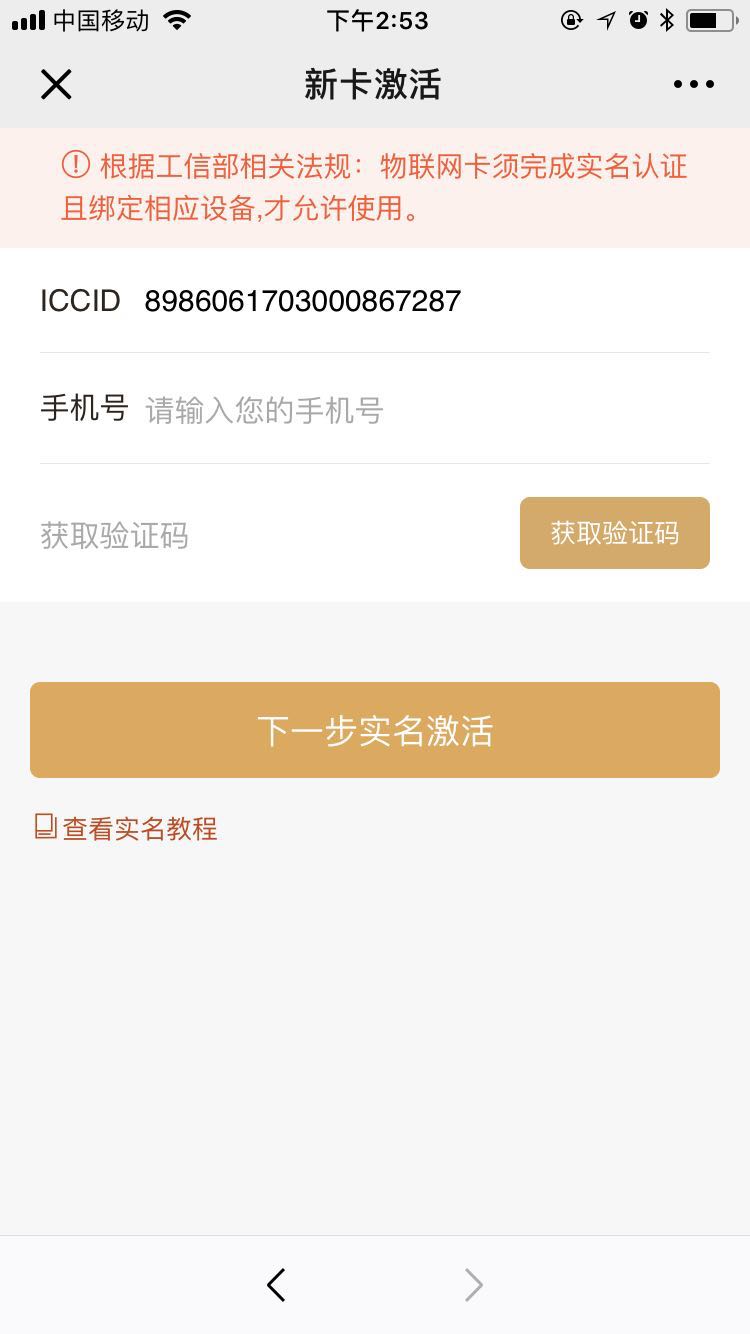 中国移动 下午2:53
新卡激活
根据工信部相关法规：物联网卡须完成实名认证
且绑定相应设备,才允许使用。
ICCID 8986061703000867287
手机号 请输入您的手机号
获取验证码 获取验证码
下一步实名激活
查看实名教程